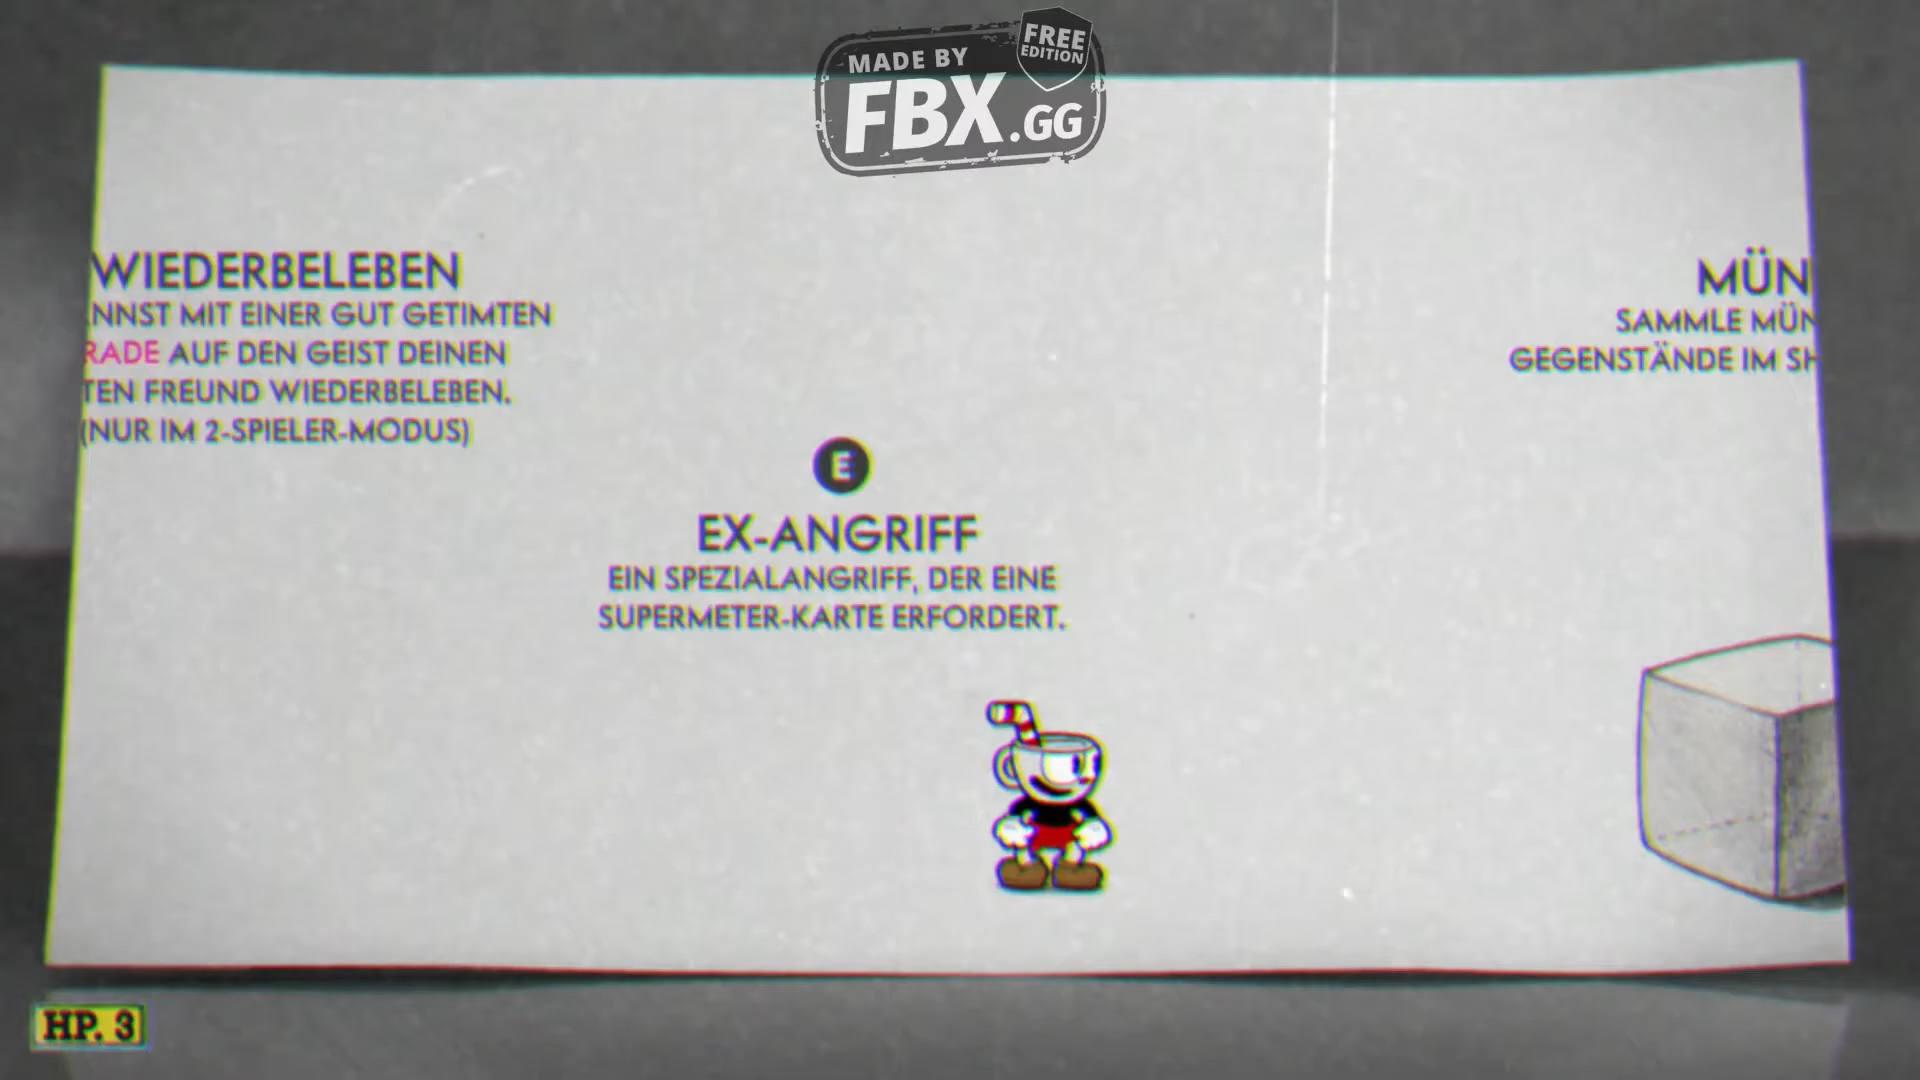 MADE BY
FREE
EDITION
FBX.GG
WIEDERBELEBEN
NNST MIT EINER GUT GETIMTEN
RADE AUF DEN GEIST DEINEN
TEN FREUND WIEDERBELEBEN.
(NUR IM 2-SPIELER-MODUS)
E
EX-ANGRIFF
EIN SPEZIALANGRIFF, DER EINE
SUPERMETER-KARTE ERFORDERT.
MÜN
SAMMLE MÜN
GEGENSTÄNDE IM SH
HP. 3